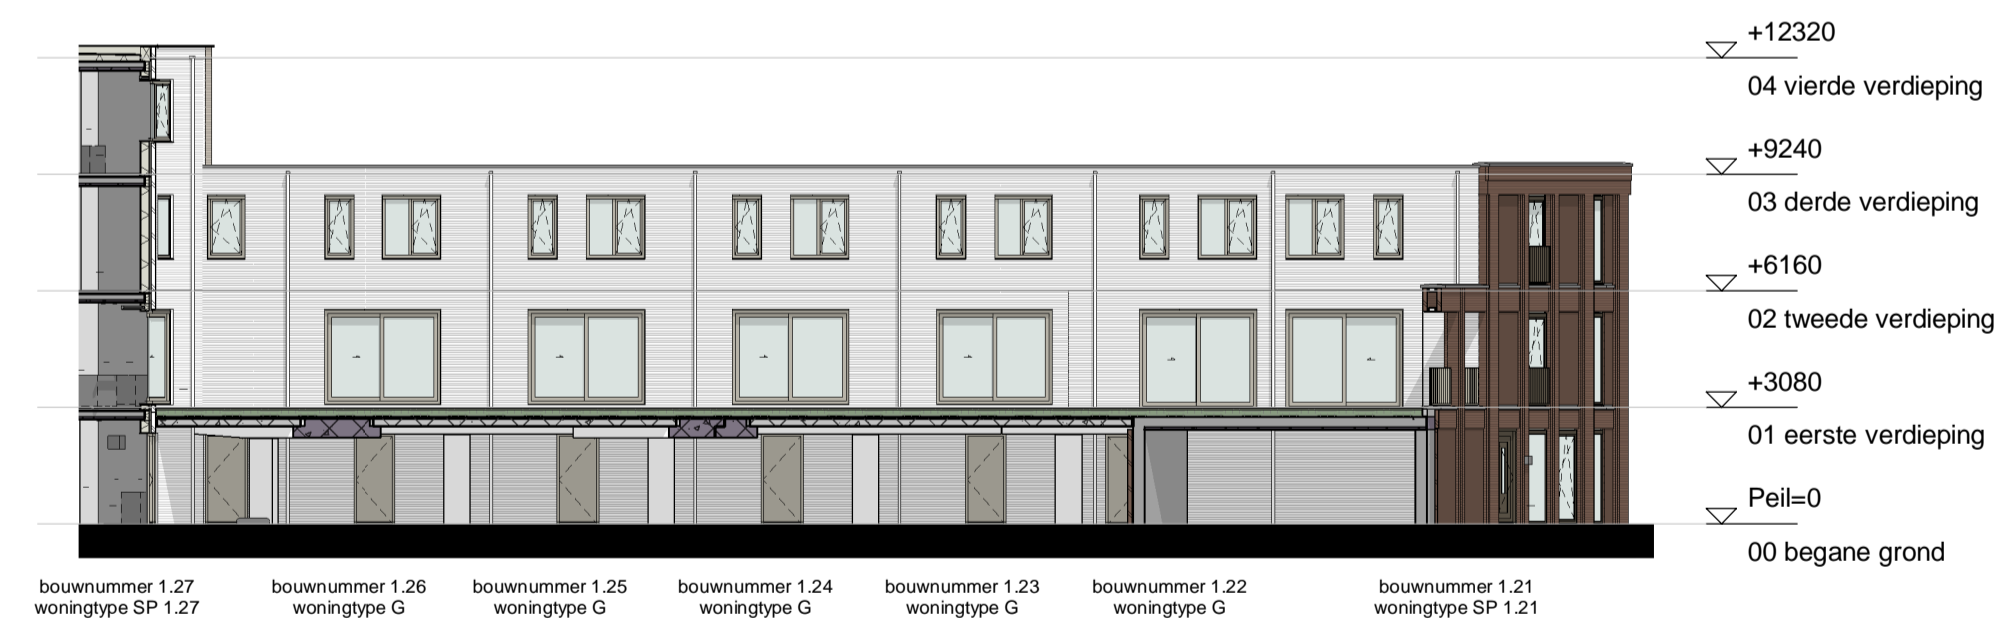 +12320
04 vierde verdieping
+9240
03 derde verdieping
+6160
02 tweede verdieping
+3080
01 eerste verdieping
Peil=0
00 begane grond
bouwnummer 1.27
woningtype SP 1.27
bouwnummer 1.26
woningtype G
bouwnummer 1.25
woningtype G
bouwnummer 1.24
woningtype G
bouwnummer 1.23
woningtype G
bouwnummer 1.22
woningtype G
bouwnummer 1.21
woningtype SP 1.21